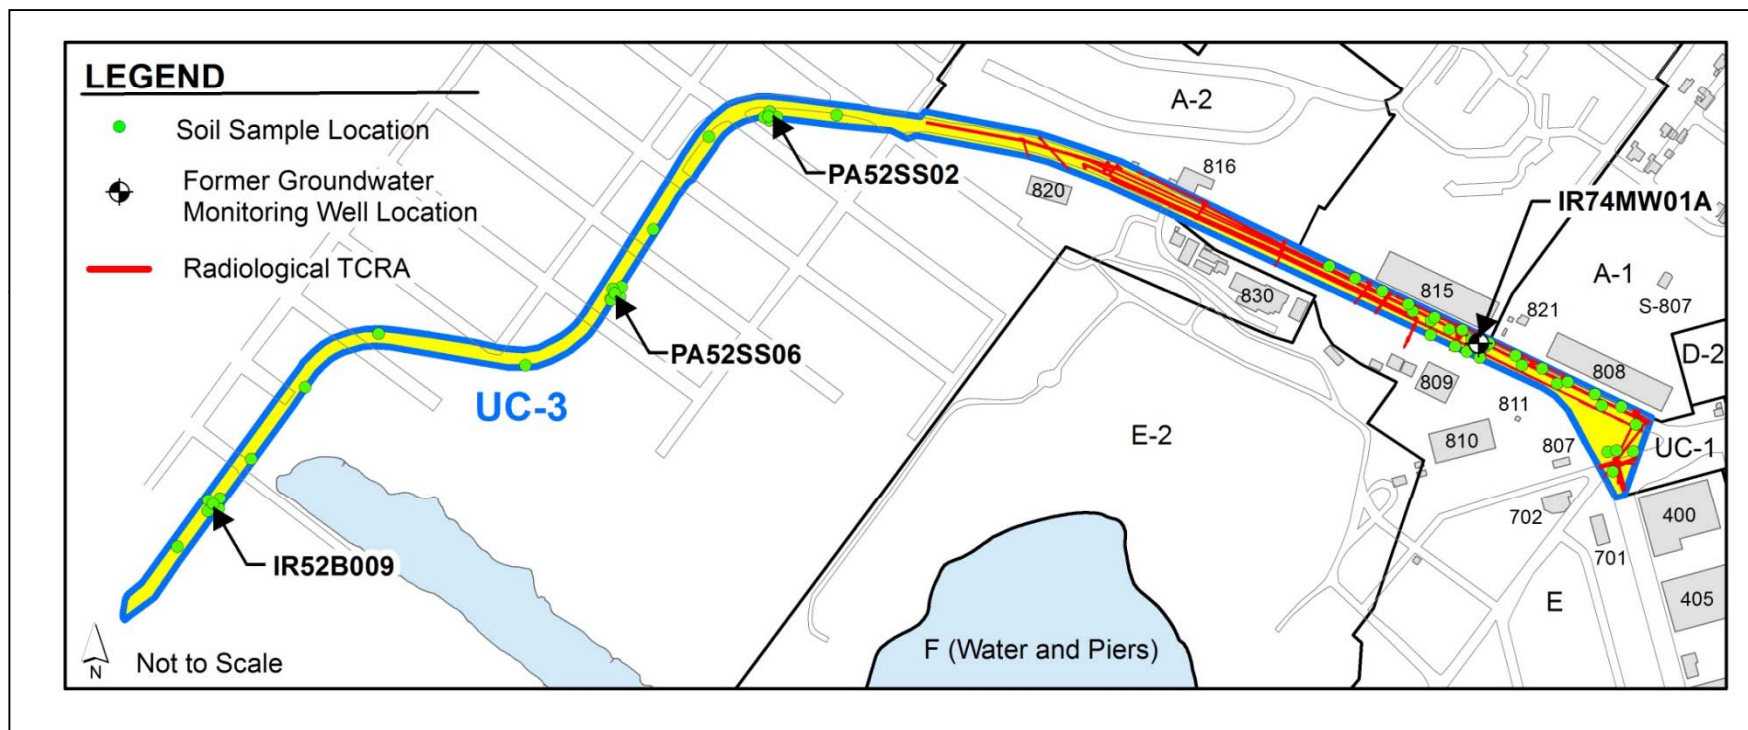 LEGEND
Soil Sample Location
Former Groundwater
Monitoring Well Location
Radiological TCRA
A-2
816
PA52SS02
820
IR74MW01A
A-1
815
S-807
830
821
PA52SS06
D-2
808
809
UC-3
811
E-2
810
807
UC-1
702
400
701
IR52B009
E
405
F (Water and Piers)
N
Not to Scale